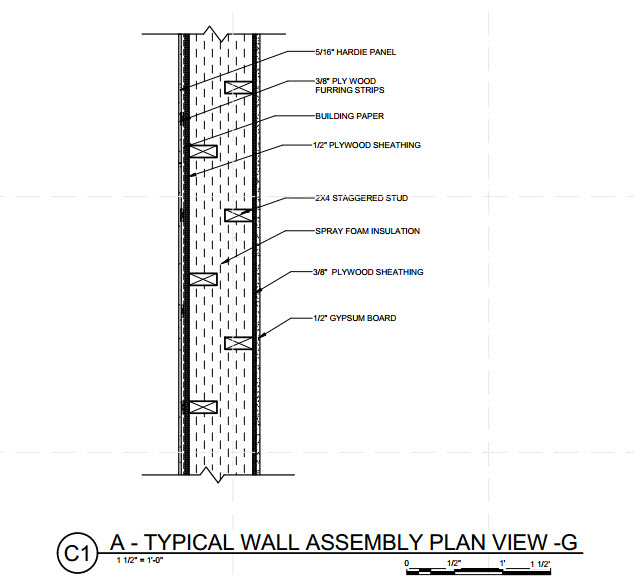 5/16" HARDIE PANEL
3/8" PLY WOOD
FURRING STRIPS
BUILDING PAPER
1/2" PLYWOOD SHEATHING
2X4 STAGGERED STUD
SPRAY FOAM INSULATION
3/8" PLYWOOD SHEATHING
1/2" GYPSUM BOARD
C1
A - TYPICAL WALL ASSEMBLY PLAN VIEW -G
1 1/2" = 1'-0"
0 1/2" 1' 1 1/2'